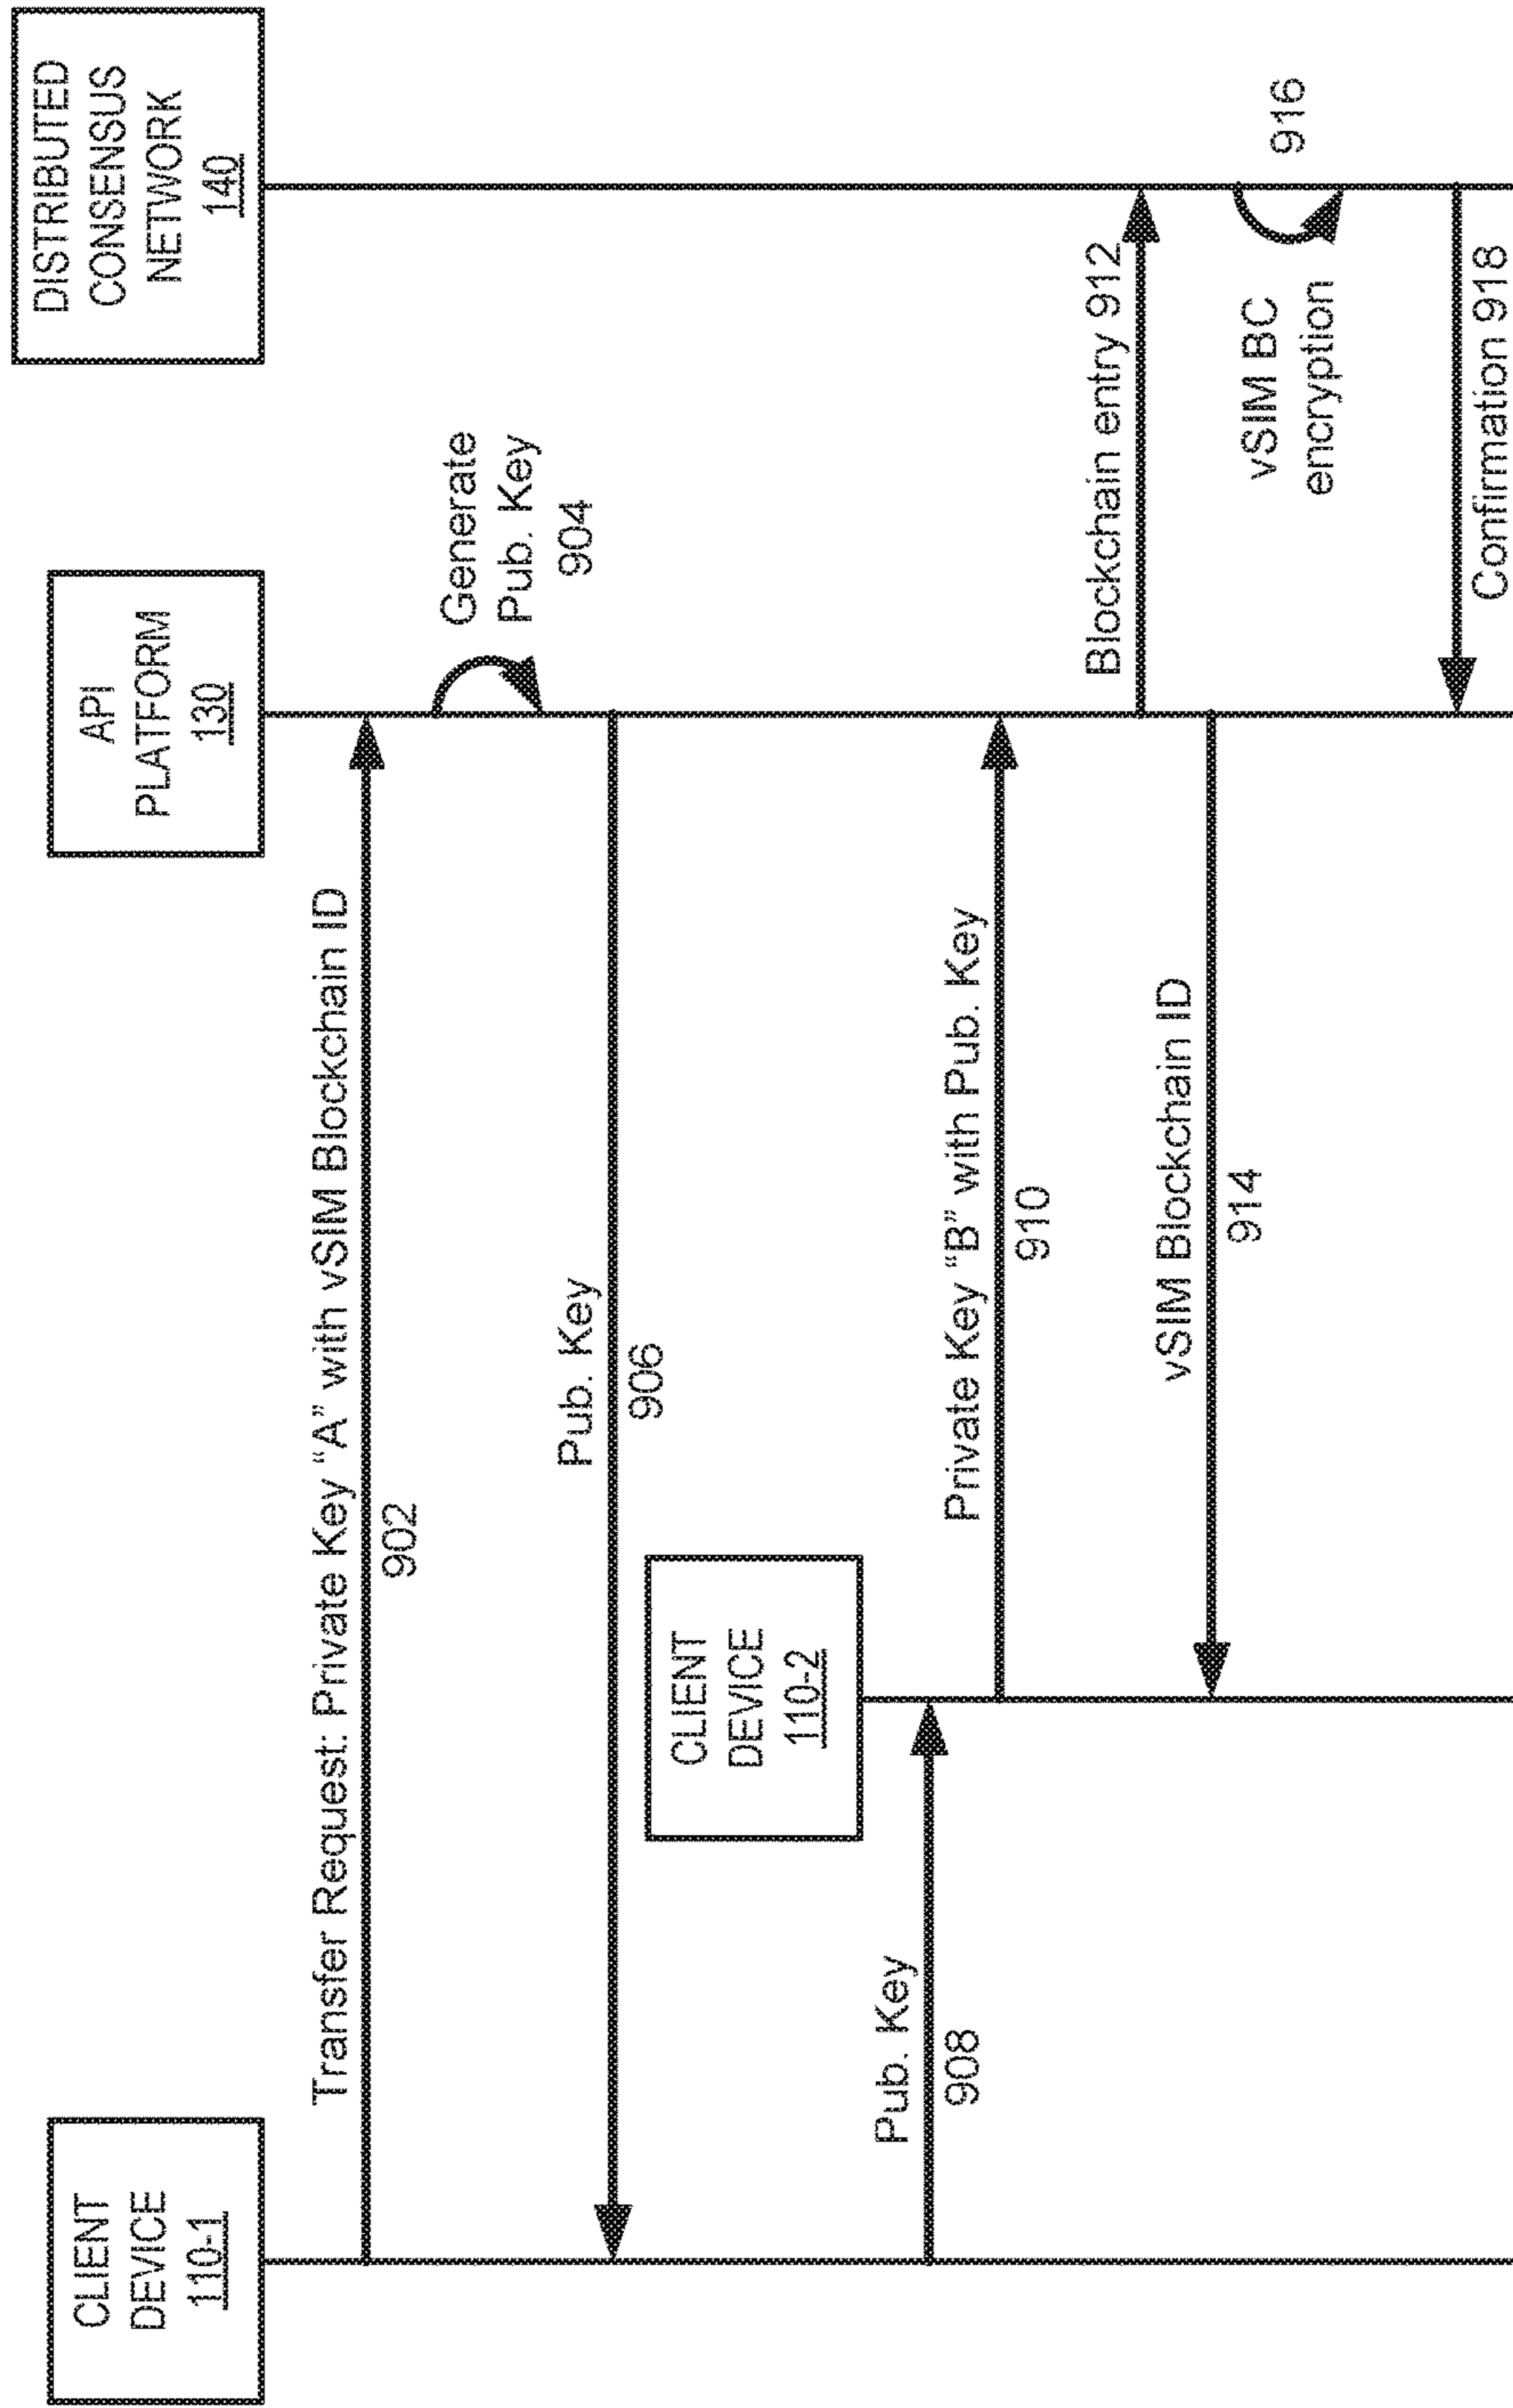 CLIENT
DEVICE
110-1
API
PLATFORM
130
DISTRIBUTED
CONSENSUS
NETWORK
140
Transfer Request: Private Key “A” with vSIM Blockchain ID
902
Generate
Pub. Key
904
Pub. Key
906
CLIENT
DEVICE
110-2
Pub. Key
908
Private Key “B” with Pub. Key
910
Blockchain entry 912
vSIM Blockchain ID
914
vSIM BC
encryption
916
Confirmation 918